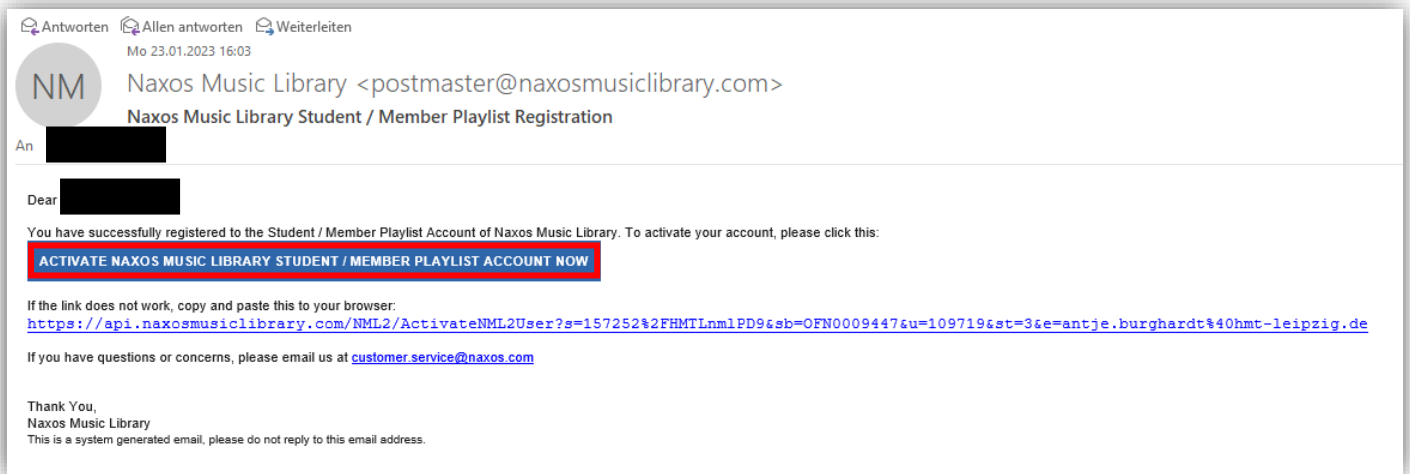 Antworten Allen antworten Weiterleiten
Mo 23.01.2023 16:03
NM
Naxos Music Library <postmaster@naxosmusiclibrary.com>
Naxos Music Library Student / Member Playlist Registration
An
Dear
You have successfully registered to the Student / Member Playlist Account of Naxos Music Library. To activate your account, please click this:
ACTIVATE NAXOS MUSIC LIBRARY STUDENT / MEMBER PLAYLIST ACCOUNT NOW
If the link does not work, copy and paste this to your browser:
https://api.naxosmusiclibrary.com/NML2/ActivateNML2User?s=157252%2FHMTLnmlPD9&sb=OFN0009447&u=109719&st=3&e=antje.burghardt%40hmt-leipzig.de
If you have questions or concerns, please email us at customer.service@naxos.com
Thank You,
Naxos Music Library
This is a system generated email, please do not reply to this email address.